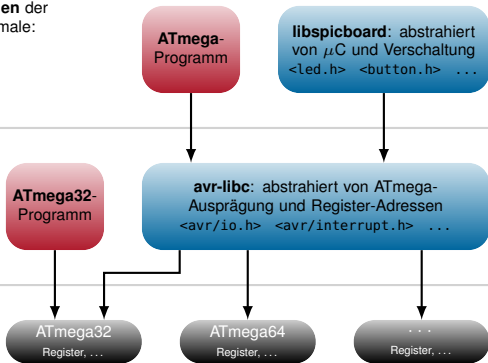 en der
male:
ATmega-
Programm
libspicboard: abstrahiert
von μC und Verschaltung
<led.h> <button.h> ...
ATmega32-
Programm
avr-libc: abstrahiert von ATmega-
Ausprägung und Register-Adressen
<avr/io.h> <avr/interrupt.h> ...
ATmega32
Register, ...
ATmega64
Register, ...
...
Register, ...